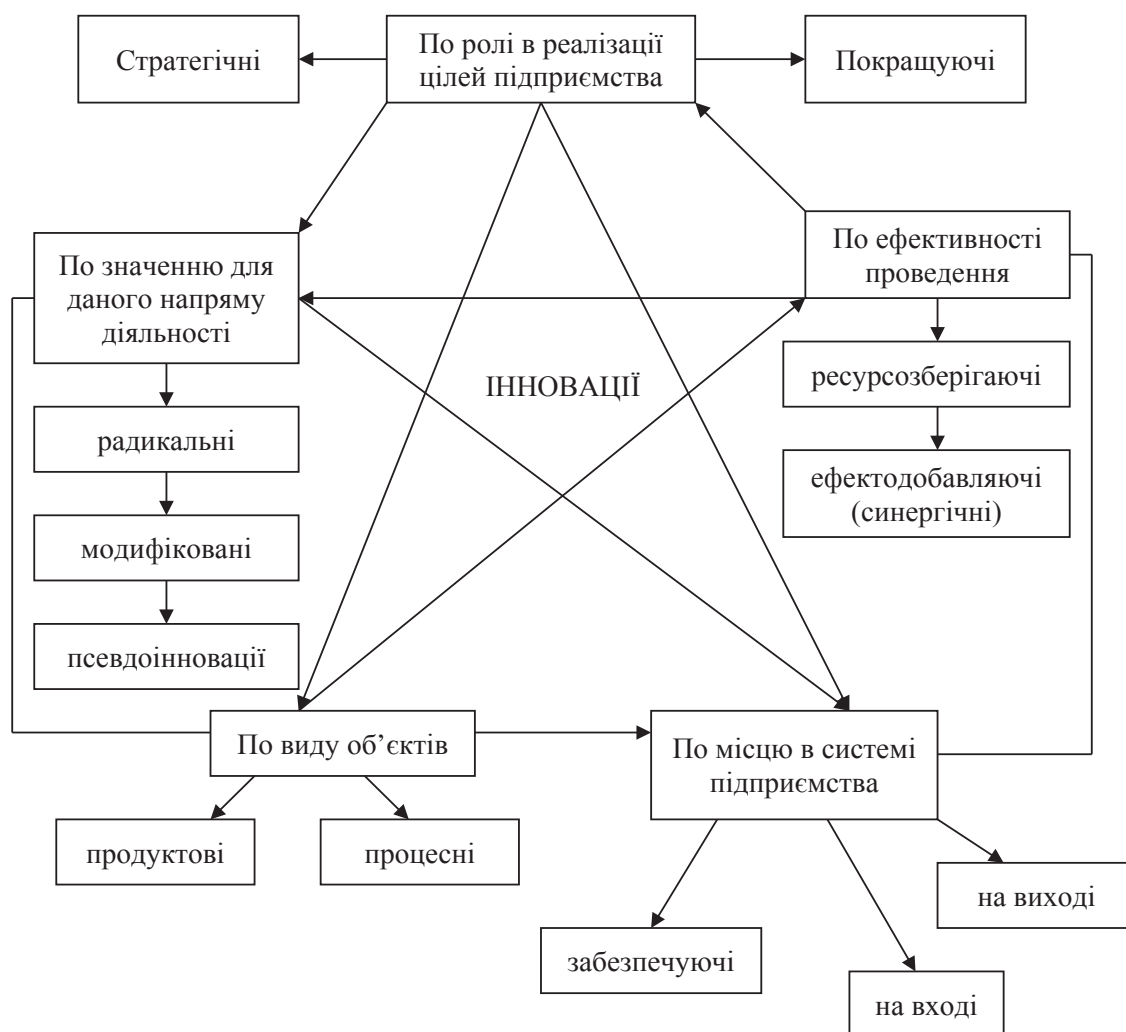 Стратегічні
По ролі в реалізації
цілей підприємства
Покращуючі
По значенню для
даного напряму
діяльності
По ефективності
проведення
ІННОВАЦІЇ
ресурсозберігаючі
радикальні
ефектодобавляючі
(синергічні)
модифіковані
псевдоінновації
По виду об’єктів
По місцю в системі
підприємства
продуктові
процесні
на виході
забезпечуючі
на вході